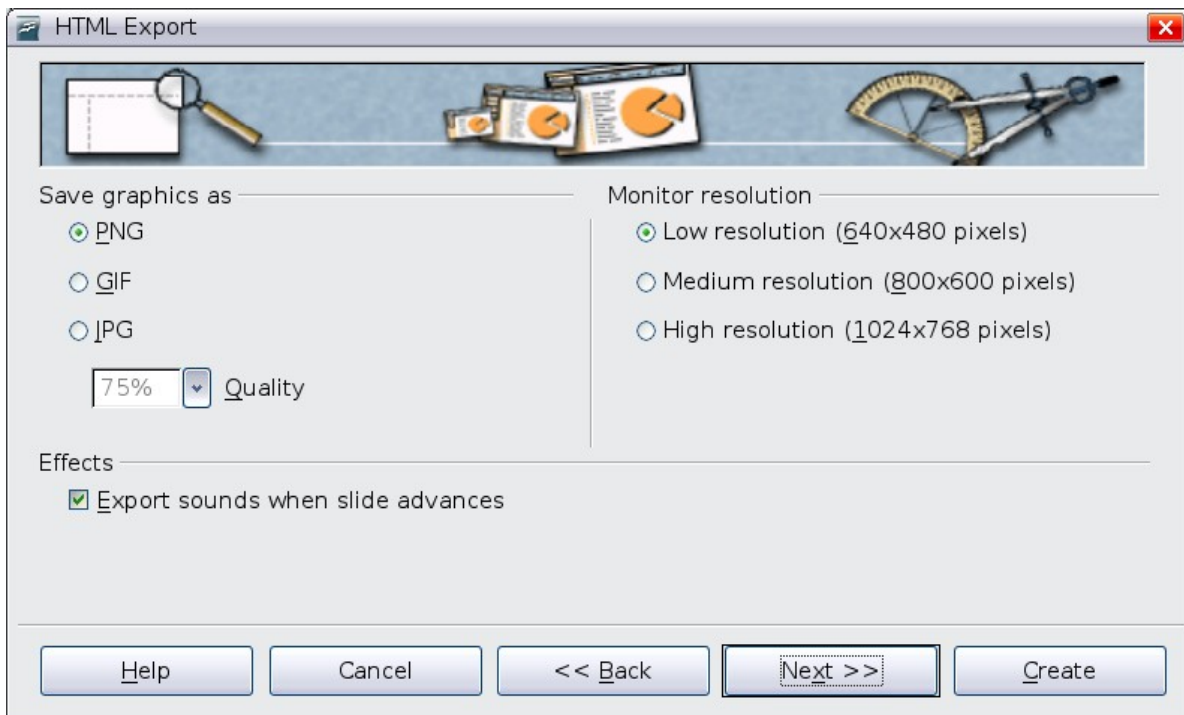 HTML Export
Save graphics as
PNG
GIF
JPG
75% Quality
Monitor resolution
Low resolution (640x480 pixels)
Medium resolution (800x600 pixels)
High resolution (1024x768 pixels)
Effects
Export sounds when slide advances
Help Cancel << Back Next >> Create